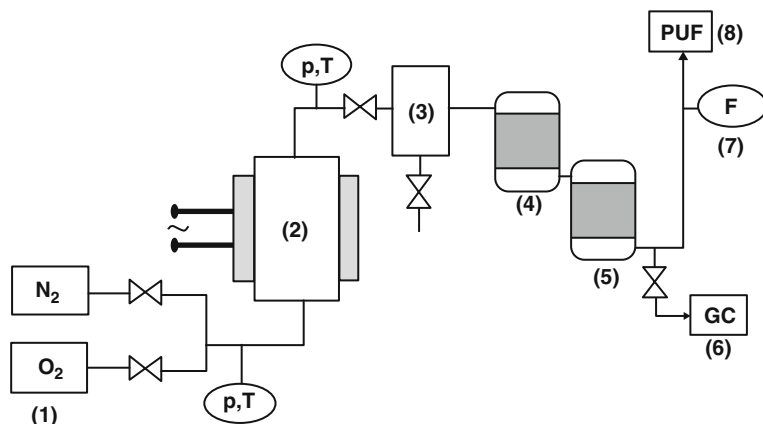 PUF (8)
p,T
F
(7)
(3)
(4)
(2)
(5)
N₂
~
GC
(6)
O₂
p,T
(1)